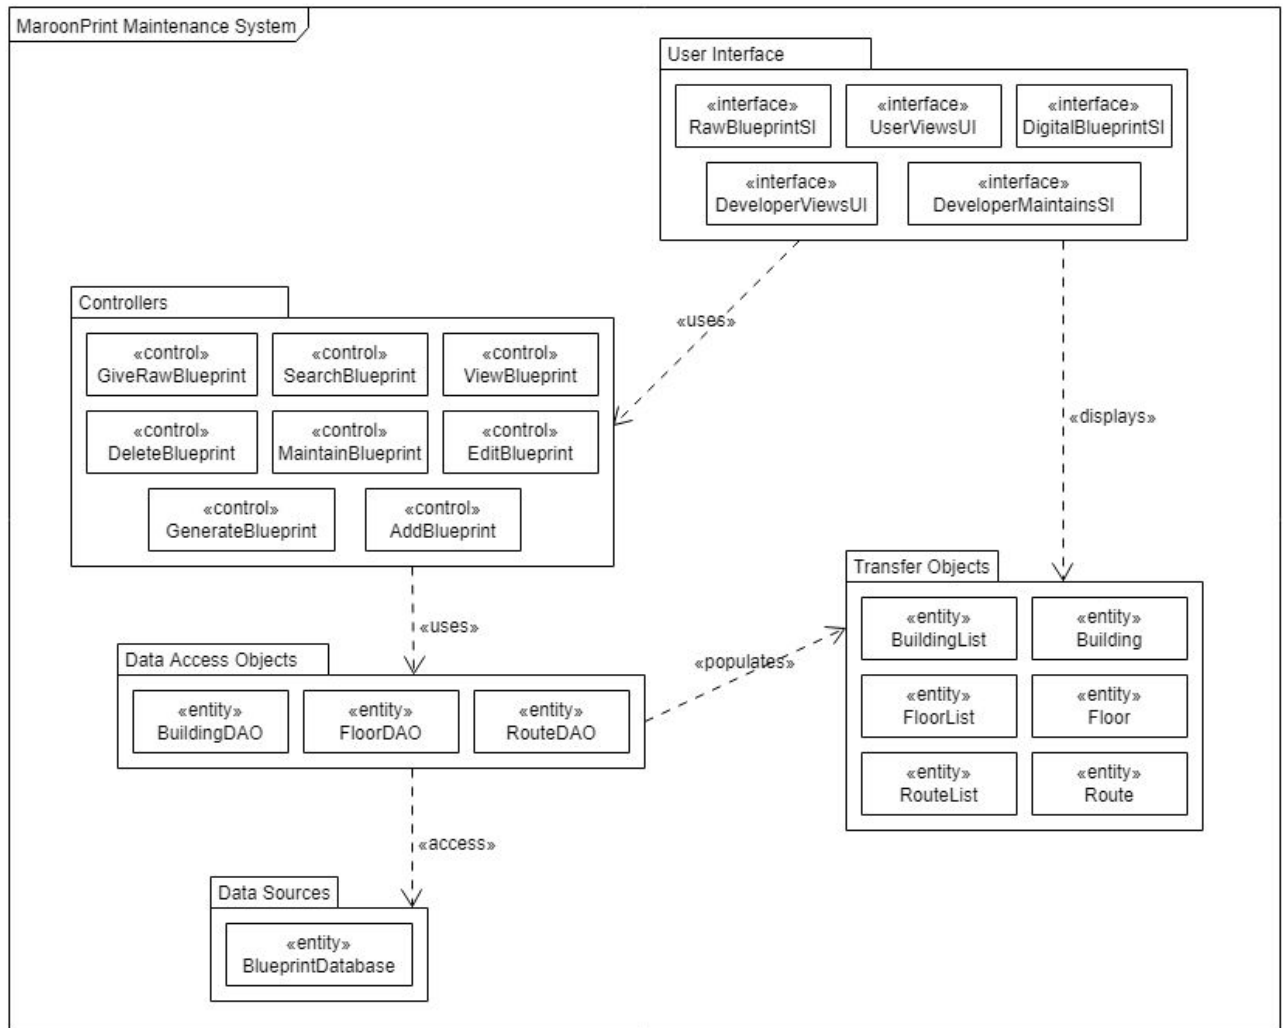 MaroonPrint Maintenance System
User Interface
«interface»
RawBlueprintSI
«interface»
UserViewsUI
«interface»
DigitalBlueprintSI
«interface»
DeveloperViewsUI
«interface»
DeveloperMaintainsSI
«uses»
«displays»
Controllers
«control»
GiveRawBlueprint
«control»
SearchBlueprint
«control»
ViewBlueprint
«control»
DeleteBlueprint
«control»
MaintainBlueprint
«control»
EditBlueprint
«control»
GenerateBlueprint
«control»
AddBlueprint
«uses»
Data Access Objects
«entity»
BuildingDAO
«entity»
FloorDAO
«entity»
RouteDAO
«populates»
Transfer Objects
«entity»
BuildingList
«entity»
Building
«entity»
FloorList
«entity»
Floor
«entity»
RouteList
«entity»
Route
«access»
Data Sources
«entity»
BlueprintDatabase